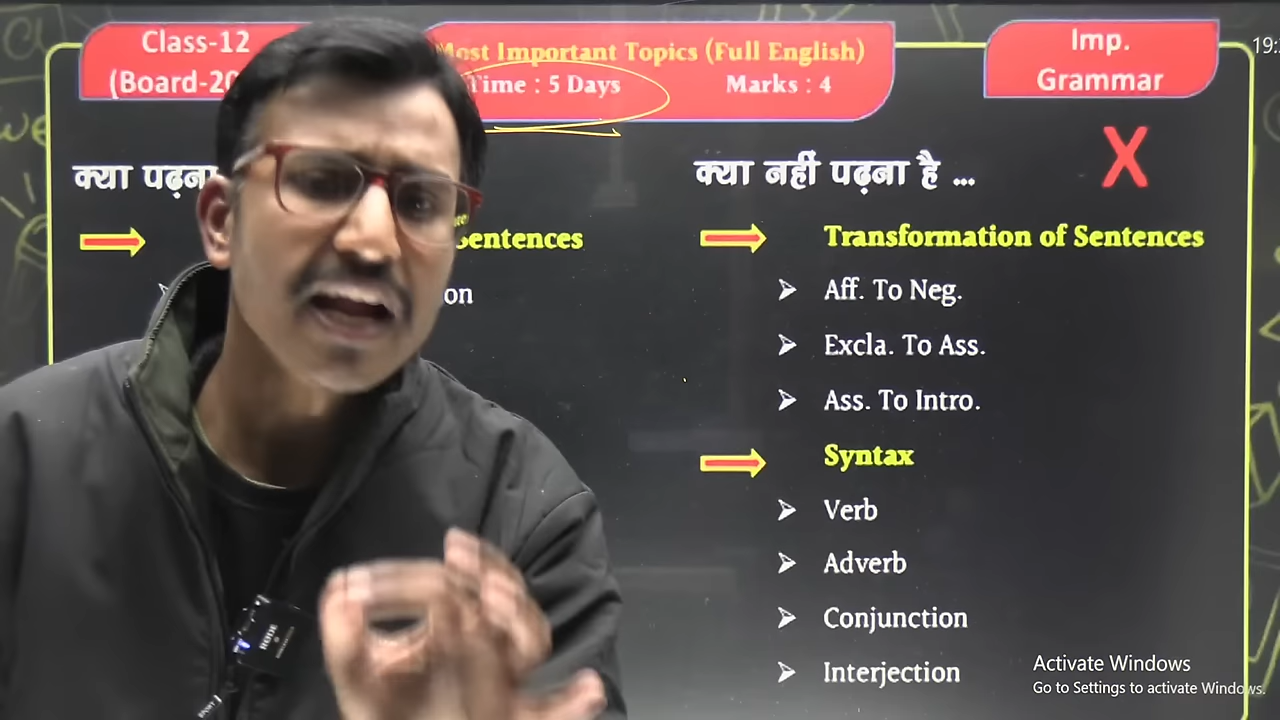 Class-12
(Board-20
Most Important Topics (Full English)
Time : 5 Days
Marks : 4
Imp.
Grammar
19:
क्या पढ़ना
Sentences
on
क्या नहीं पढ़ना है ...
X
Transformation of Sentences
Aff. To Neg.
Excla. To Ass.
Ass. To Intro.
Syntax
Verb
Adverb
Conjunction
Interjection
RODE
Activate Windows
Go to Settings to activate Windows.